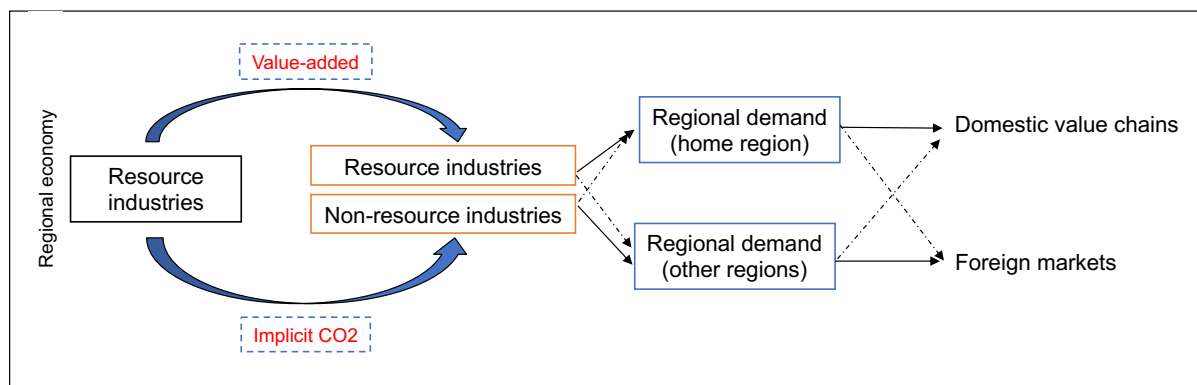 Value-added
Regional economy
Resource
industries
Resource industries
Non-resource industries
Regional demand
(home region)
Regional demand
(other regions)
Domestic value chains
Foreign markets
Implicit CO2